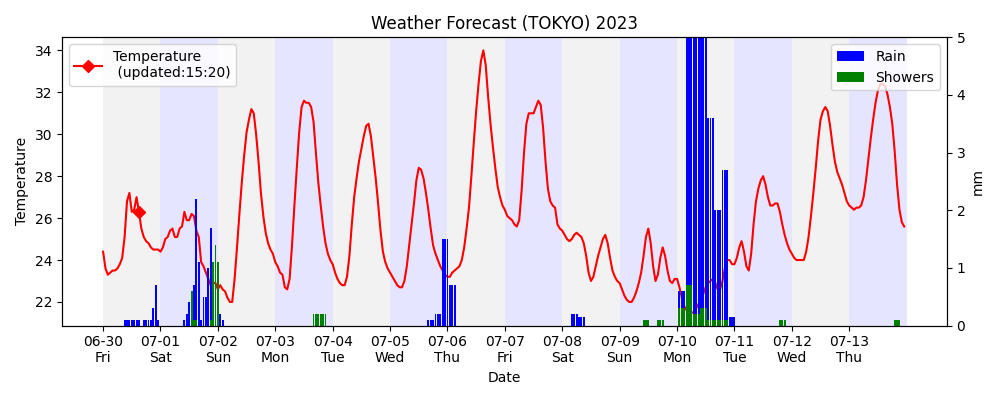 Weather Forecast (TOKYO) 2023
Temperature
(updated:15:20)
Rain
Showers
34
32
30
28
26
24
22
Temperature
5
4
3
2
1
0
mm
06-30 07-01 07-02 07-03 07-04 07-05 07-06 07-07 07-08 07-09 07-10 07-11 07-12 07-13
Fri Sat Sun Mon Tue Wed Thu Fri Sat Sun Mon Tue Wed Thu
Date